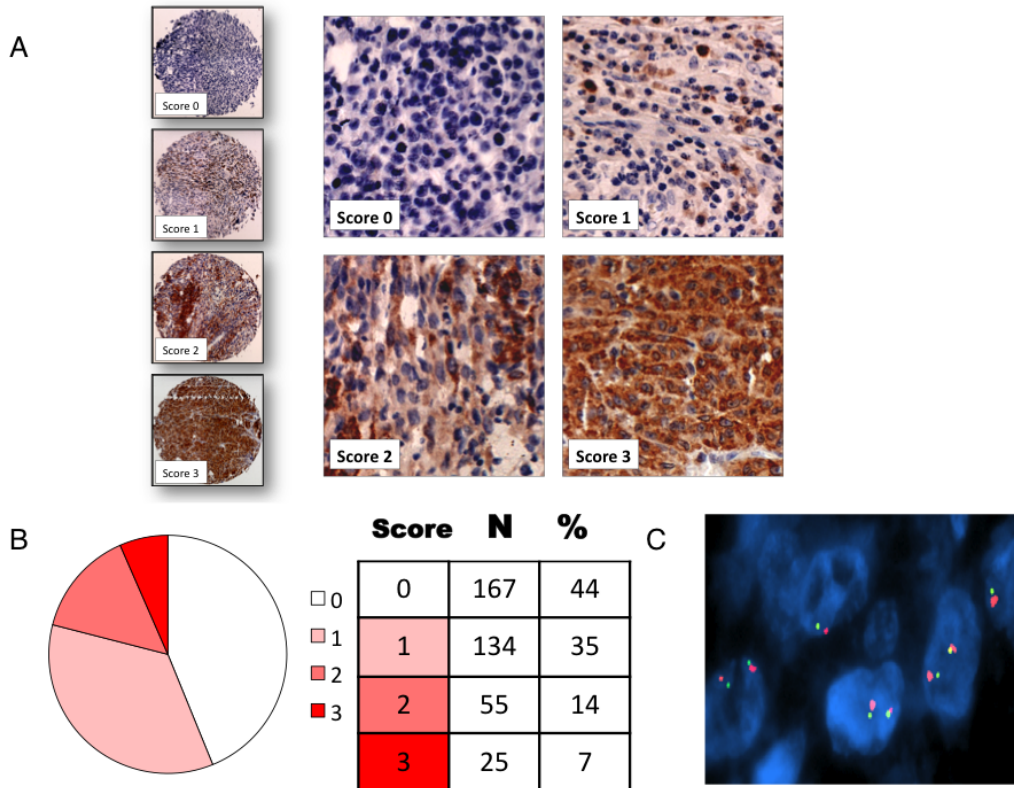 A
Score 0
Score 1
Score 2
Score 3
Score 0
Score 1
Score 2
Score 3
B
0
1
2
3
Score N %
0 167 44
1 134 35
2 55 14
3 25 7
C